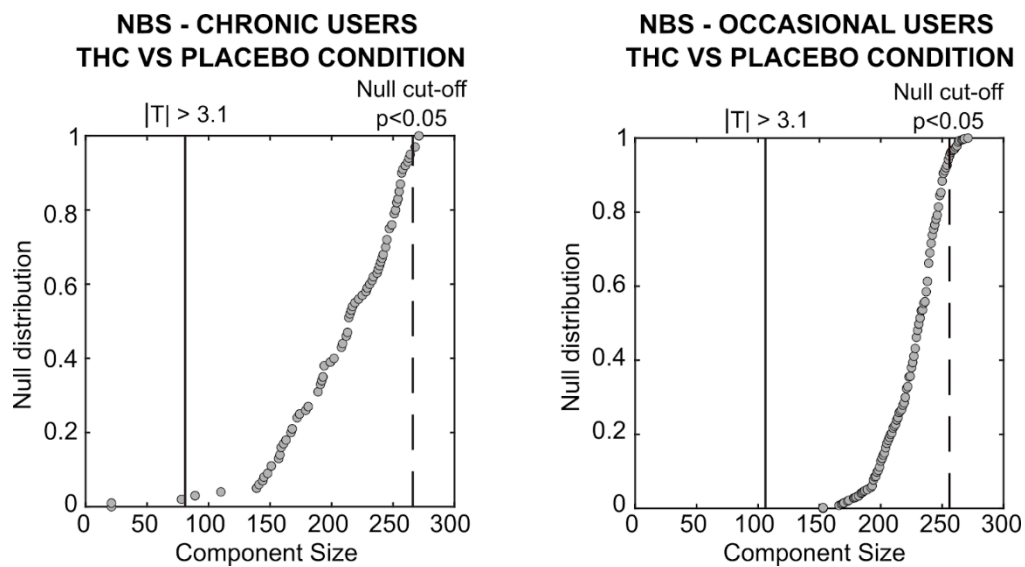 NBS - CHRONIC USERS
THC VS PLACEBO CONDITION
Null cut-off
|T| > 3.1
p<0.05
1
0.8
0.6
0.4
0.2
0
Null distribution
0
50
100
150
200
250
300
Component Size
NBS - OCCASIONAL USERS
THC VS PLACEBO CONDITION
Null cut-off
|T| > 3.1
p<0.05
1
0.8
0.6
0.4
0.2
0
Null distribution
0
50
100
150
200
250
300
Component Size